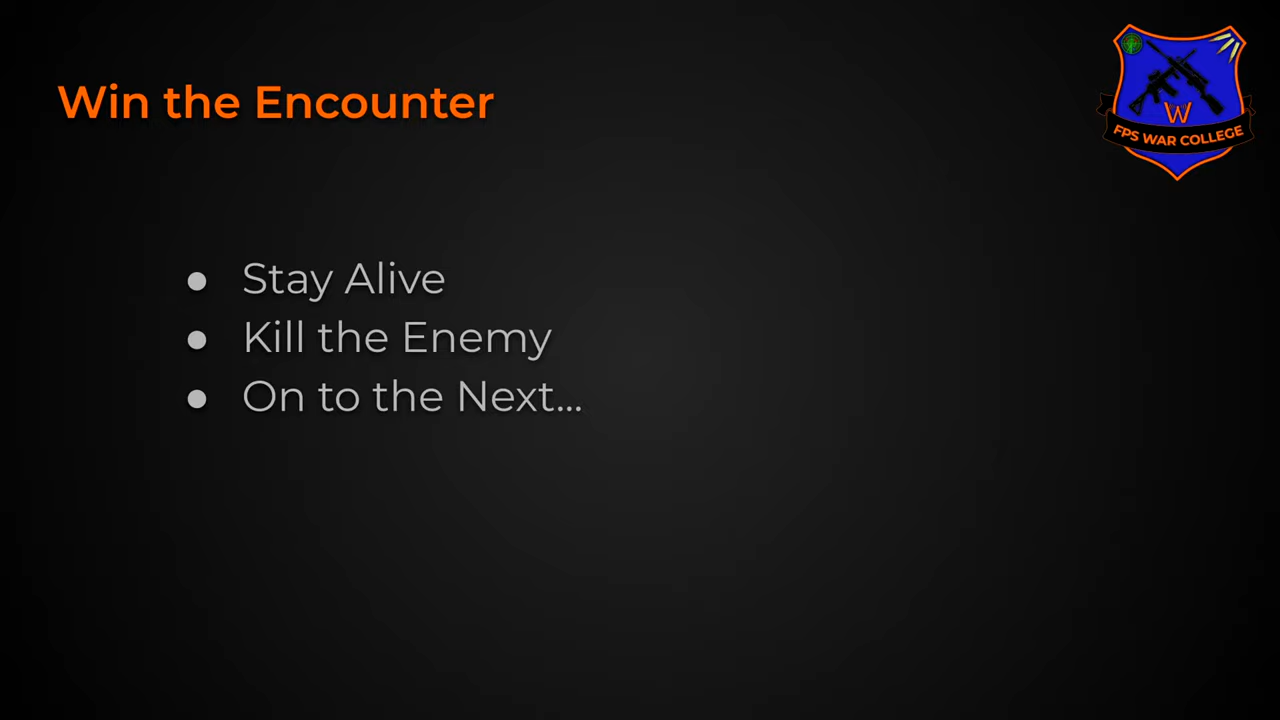 Win the Encounter
W
FPS WAR COLLEGE
● Stay Alive
● Kill the Enemy
● On to the Next...